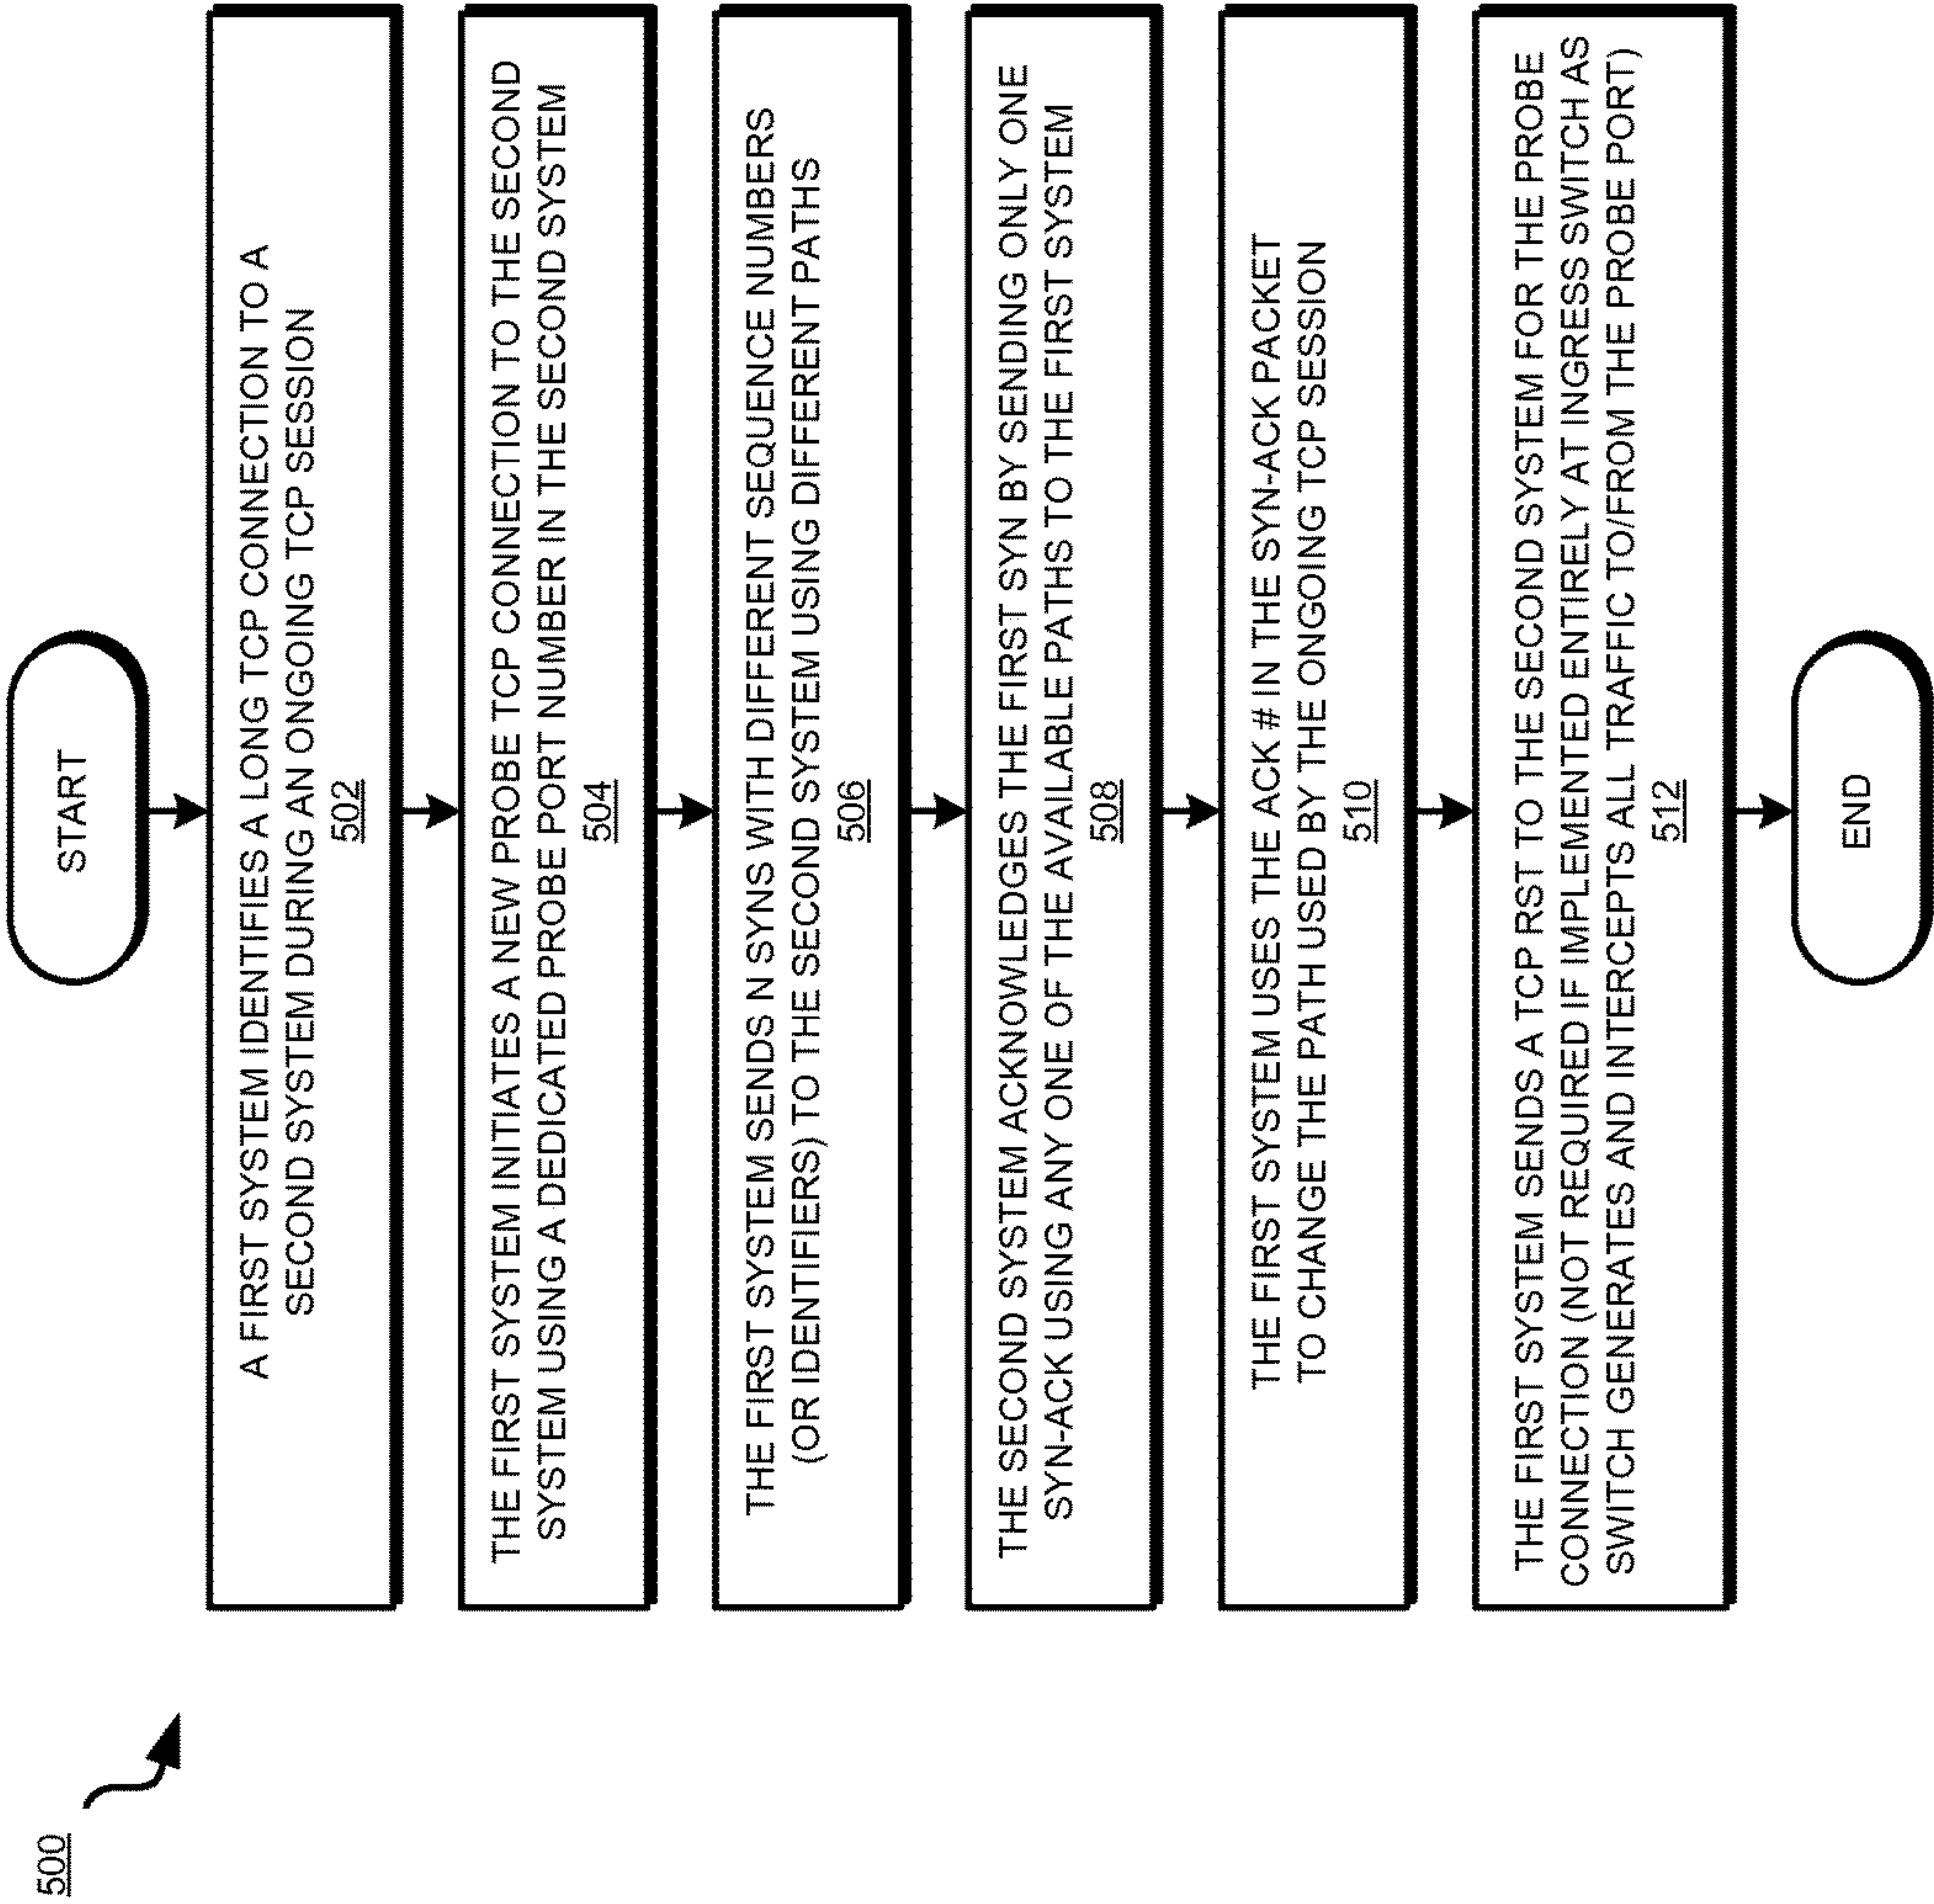 500
START
A FIRST SYSTEM IDENTIFIES A LONG TCP CONNECTION TO A
SECOND SYSTEM DURING AN ONGOING TCP SESSION
502
THE FIRST SYSTEM INITIATES A NEW PROBE TCP CONNECTION TO THE SECOND
SYSTEM USING A DEDICATED PROBE PORT NUMBER IN THE SECOND SYSTEM
504
THE FIRST SYSTEM SENDS N SYNS WITH DIFFERENT SEQUENCE NUMBERS
(OR IDENTIFIERS) TO THE SECOND SYSTEM USING DIFFERENT PATHS
506
THE SECOND SYSTEM ACKNOWLEDGES THE FIRST SYN BY SENDING ONLY ONE
SYN-ACK USING ANY ONE OF THE AVAILABLE PATHS TO THE FIRST SYSTEM
508
THE FIRST SYSTEM USES THE ACK # IN THE SYN-ACK PACKET
TO CHANGE THE PATH USED BY THE ONGOING TCP SESSION
510
THE FIRST SYSTEM SENDS A TCP RST TO THE SECOND SYSTEM FOR THE PROBE
CONNECTION (NOT REQUIRED IF IMPLEMENTED ENTIRELY AT INGRESS SWITCH AS
SWITCH GENERATES AND INTERCEPTS ALL TRAFFIC TO/FROM THE PROBE PORT)
512
END